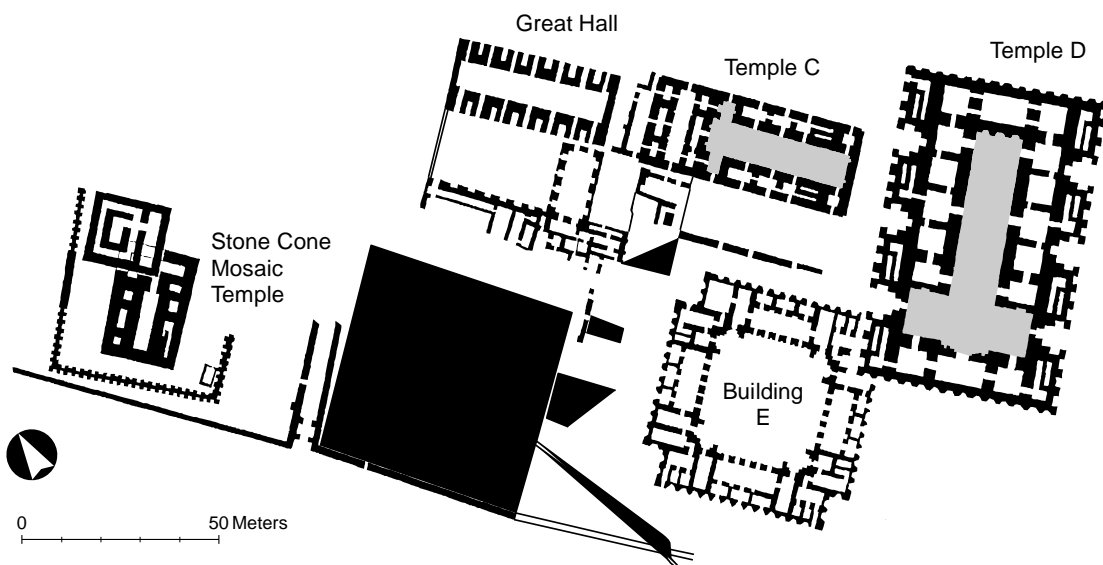 Great Hall
Temple C
Temple D
Stone Cone
Mosaic
Temple
Building
E
0 50 Meters